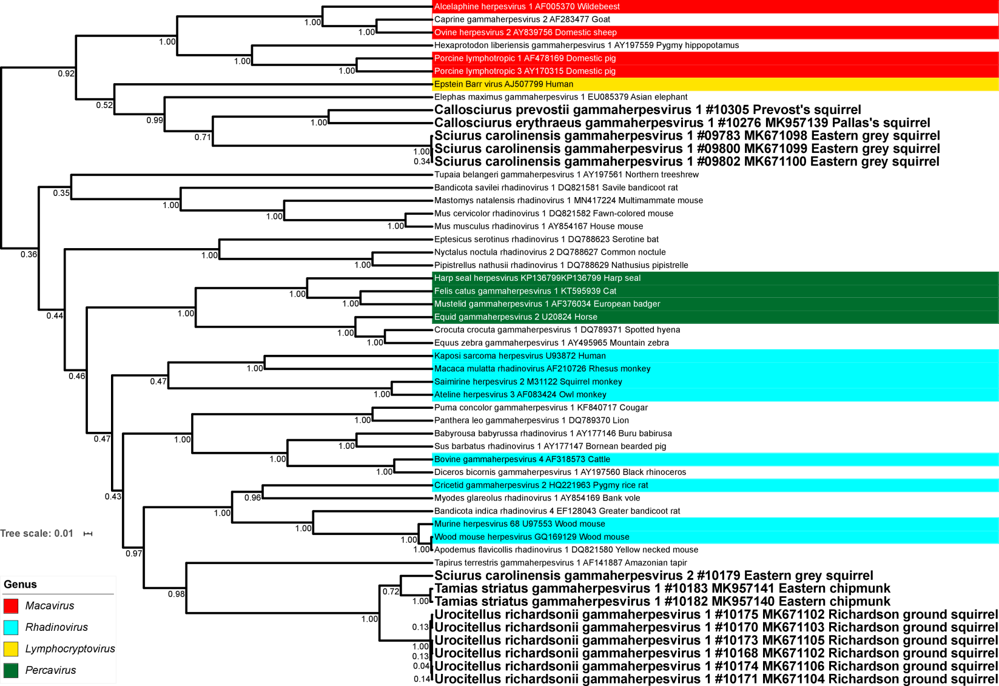 Alcelaphine herpesvirus 1 AF005370 Wildebeest
1.00
Caprine gammaherpesvirus 2 AF283477 Goat
1.00
Ovine herpesvirus 2 AY839756 Domestic sheep
1.00
Hexaprotodon liberiensis gammaherpesvirus 1 AY197559 Pygmy hippopotamus
1.00
Porcine lymphotropic 1 AF478169 Domestic pig
1.00
Porcine lymphotropic 3 AY170315 Domestic pig
0.92
Epstein Barr virus AJ507799 Human
0.52
Elephas maximus gammaherpesvirus 1 EU085379 Asian elephant
0.99
Callosciurus prevostii gammaherpesvirus 1 #10305 Prevost's squirrel
1.00
Callosciurus erythraeus gammaherpesvirus 1 #10276 MK957139 Pallas's squirrel
0.71
Sciurus carolinensis gammaherpesvirus 1 #09783 MK671098 Eastern grey squirrel
1.00
Sciurus carolinensis gammaherpesvirus 1 #09800 MK671099 Eastern grey squirrel
0.34
Sciurus carolinensis gammaherpesvirus 1 #09802 MK671100 Eastern grey squirrel
Tupaia belangeri gammaherpesvirus 1 AY197561 Northern treeshrew
0.35
Bandicota savilei rhadinovirus 1 DQ821581 Savile bandicoot rat
1.00
Mastomys natalensis rhadinovirus 1 MN417224 Multimammate mouse
1.00
Mus cervicolor rhadinovirus 1 DQ821582 Fawn-colored mouse
1.00
Mus musculus rhadinovirus 1 AY854167 House mouse
0.36
Eptesicus serotinus rhadinovirus 1 DQ788623 Serotine bat
1.00
Nyctalus noctula rhadinovirus 2 DQ788627 Common noctule
1.00
Pipistrellus nathusii rhadinovirus 1 DQ788629 Nathusius pipistrelle
0.44
Harp seal herpesvirus KP136799KP136799 Harp seal
1.00
Felis catus gammaherpesvirus 1 KT595939 Cat
1.00
Mustelid gammaherpesvirus 1 AF376034 European badger
1.00
Equid gammaherpesvirus 2 U20824 Horse
1.00
Crocuta crocuta gammaherpesvirus 1 DQ789371 Spotted hyena
1.00
Equus zebra gammaherpesvirus 1 AY495965 Mountain zebra
0.46
Kaposi sarcoma herpesvirus U93872 Human
1.00
Macaca mulatta rhadinovirus AF210726 Rhesus monkey
0.47
Saimirine herpesvirus 2 M31122 Squirrel monkey
1.00
Ateline herpesvirus 3 AF083424 Owl monkey
0.47
Puma concolor gammaherpesvirus 1 KF840717 Cougar
1.00
Panthera leo gammaherpesvirus 1 DQ789370 Lion
1.00
Babyrousa babyrussa rhadinovirus 1 AY177146 Buru babirusa
1.00
Sus barbatus rhadinovirus 1 AY177147 Bornean bearded pig
1.00
Bovine gammaherpesvirus 4 AF318573 Cattle
1.00
Diceros bicornis gammaherpesvirus 1 AY197560 Black rhinoceros
0.43
Cricetid gammaherpesvirus 2 HQ221963 Pygmy rice rat
0.96
Myodes glareolus rhadinovirus 1 AY854169 Bank vole
1.00
Bandicota indica rhadinovirus 4 EF128043 Greater bandicoot rat
1.00
Murine herpesvirus 68 U97553 Wood mouse
1.00
Wood mouse herpesvirus GQ169129 Wood mouse
1.00
Apodemus flavicollis rhadinovirus 1 DQ821580 Yellow necked mouse
Tree scale: 0.01
0.97
Tapirus terrestris gammaherpesvirus 1 AF141887 Amazonian tapir
0.98
Sciurus carolinensis gammaherpesvirus 2 #10179 Eastern grey squirrel
0.72
Tamias striatus gammaherpesvirus 1 #10183 MK957141 Eastern chipmunk
1.00
Tamias striatus gammaherpesvirus 1 #10182 MK957140 Eastern chipmunk
1.00
Urocitellus richardsonii gammaherpesvirus 1 #10175 MK671102 Richardson ground squirrel
0.13
Urocitellus richardsonii gammaherpesvirus 1 #10170 MK671103 Richardson ground squirrel
1.00
Urocitellus richardsonii gammaherpesvirus 1 #10173 MK671105 Richardson ground squirrel
0.13
Urocitellus richardsonii gammaherpesvirus 1 #10168 MK671102 Richardson ground squirrel
0.04
Urocitellus richardsonii gammaherpesvirus 1 #10174 MK671106 Richardson ground squirrel
0.14
Urocitellus richardsonii gammaherpesvirus 1 #10171 MK671104 Richardson ground squirrel
Genus
Macavirus
Rhadinovirus
Lymphocryptovirus
Percavirus